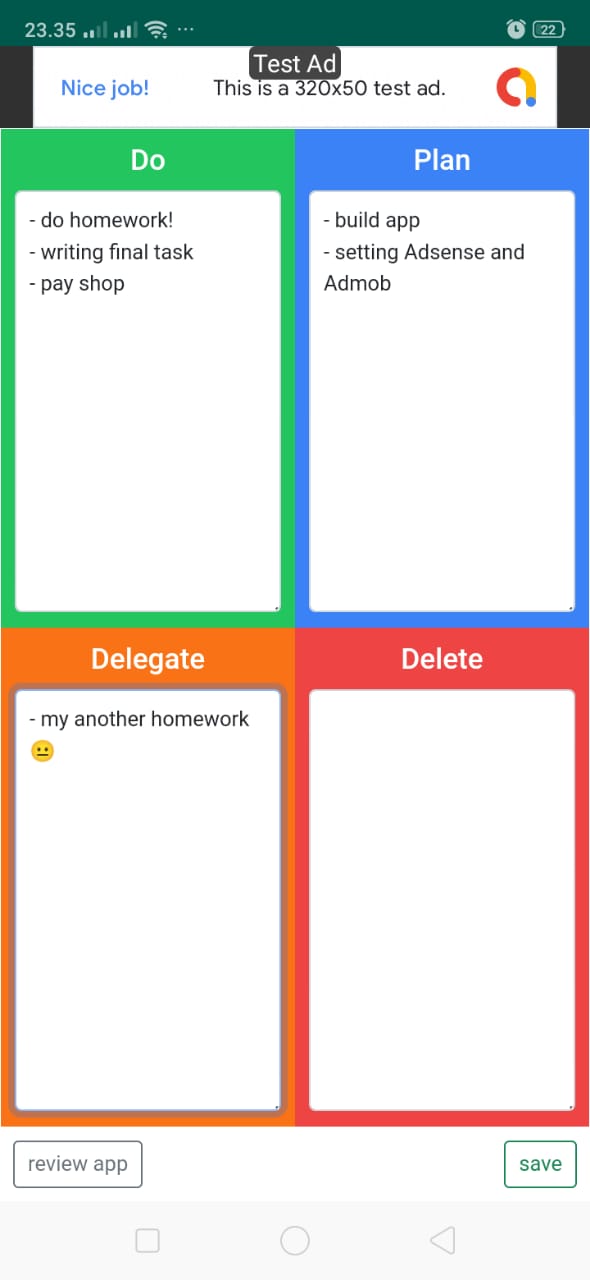 23.35
22
Test Ad
Nice job!
This is a 320x50 test ad.
Do
- do homework!
- writing final task
- pay shop
Plan
- build app
- setting Adsense and
Admob
Delegate
- my another homework
😐
Delete
review app
save